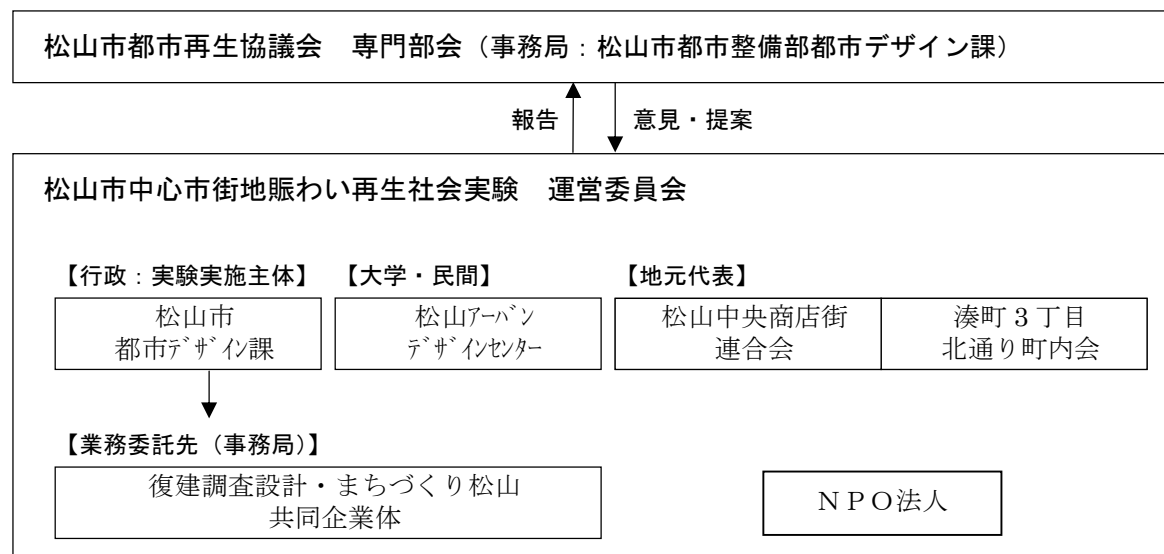 松山市都市再生協議会　専門部会（事務局：松山市都市整備部都市デザイン課）
報告
意見・提案
松山市中心市街地賑わい再生社会実験　運営委員会
【行政：実験実施主体】
【大学・民間】
【地元代表】
松山市
都市ﾃﾞｻﾞｲﾝ課
松山ｱｰﾊﾞﾝ
ﾃﾞｻﾞｲﾝｾﾝﾀｰ
松山中央商店街
連合会
湊町３丁目
北通り町内会
【業務委託先（事務局）】
復建調査設計・まちづくり松山
共同企業体
ＮＰＯ法人